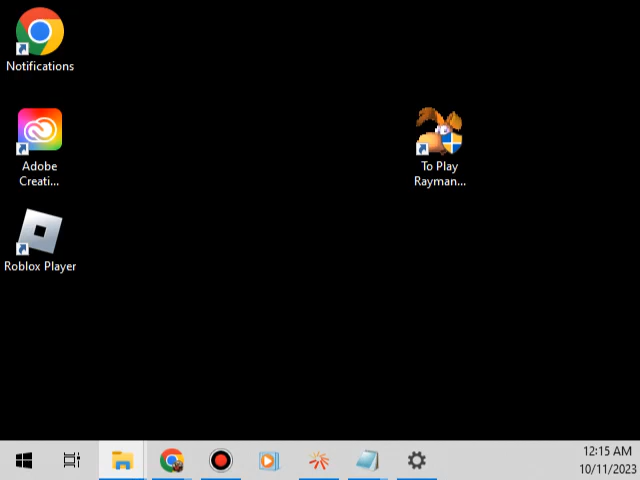 Notifications
Adobe
Creati...
Roblox Player
To Play
Rayman...
12:15 AM
10/11/2023